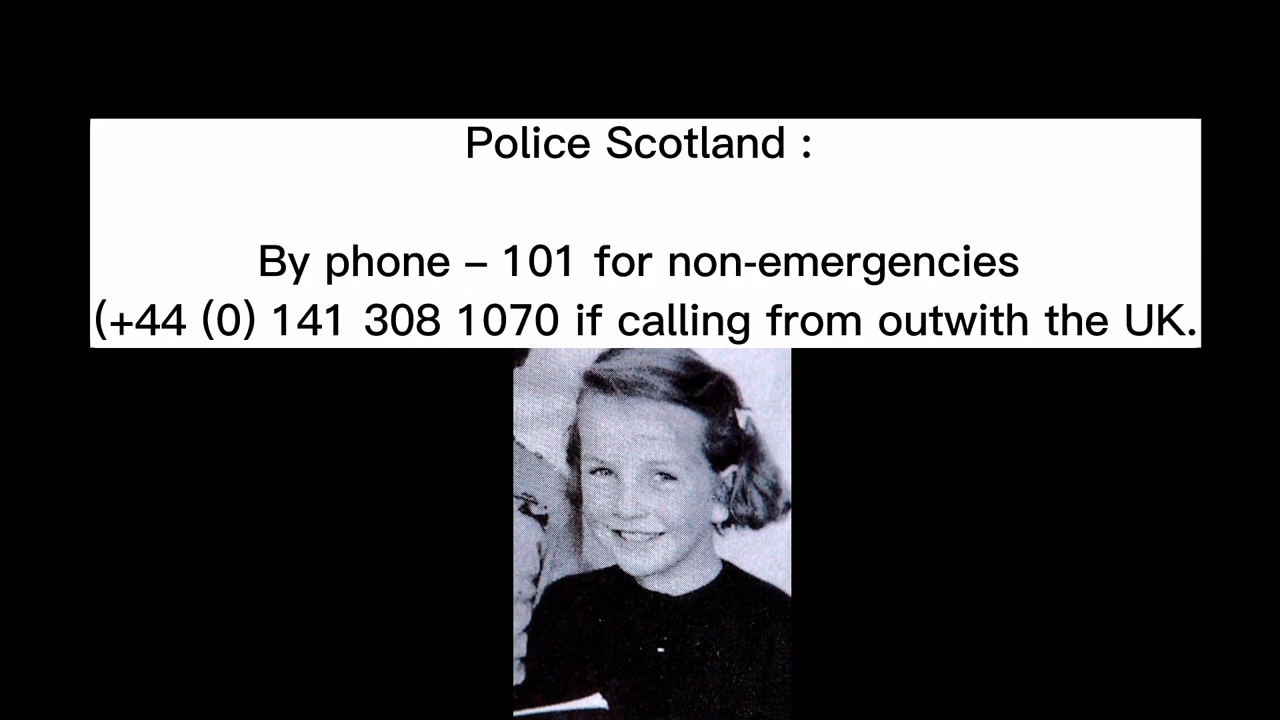 Police Scotland :
By phone – 101 for non-emergencies
(+44 (0) 141 308 1070 if calling from outwith the UK.